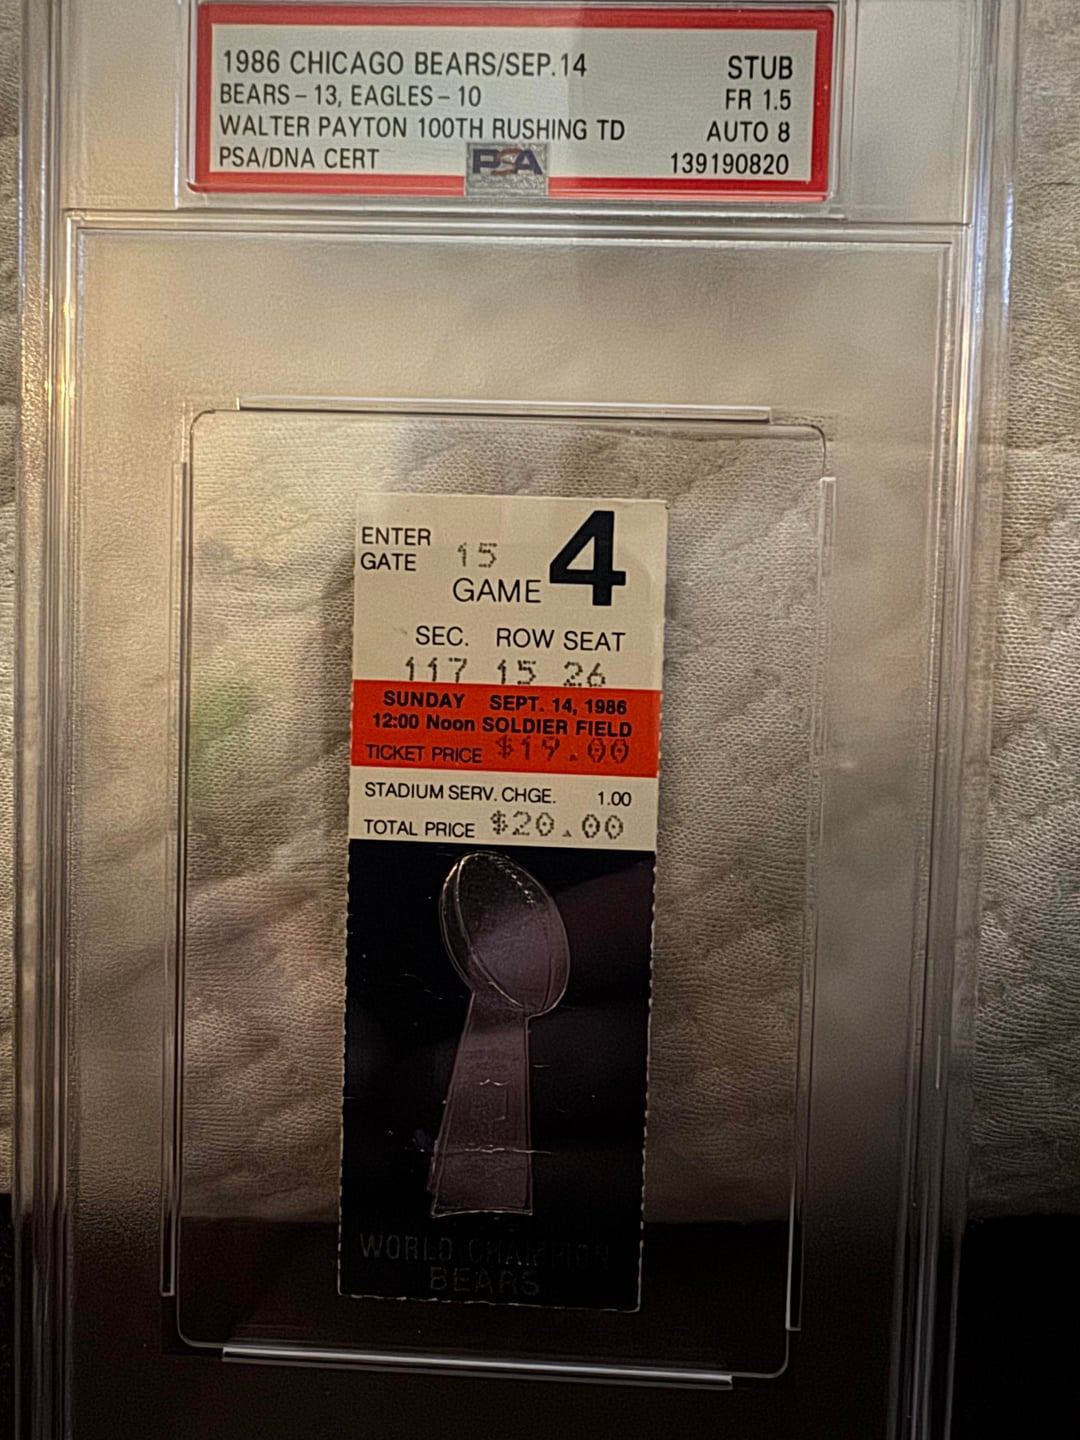 1986 CHICAGO BEARS/SEP.14 STUB
BEARS – 13, EAGLES – 10 FR 1.5
WALTER PAYTON 100TH RUSHING TD AUTO 8
PSA/DNA CERT PSA 139190820
ENTER
GATE 15
GAME 4
SEC. ROW SEAT
117 15 26
SUNDAY SEPT. 14, 1986
12:00 Noon SOLDIER FIELD
TICKET PRICE $19.00
STADIUM SERV. CHGE. 1.00
TOTAL PRICE $20.00
WORLD CHAMPION
BEARS